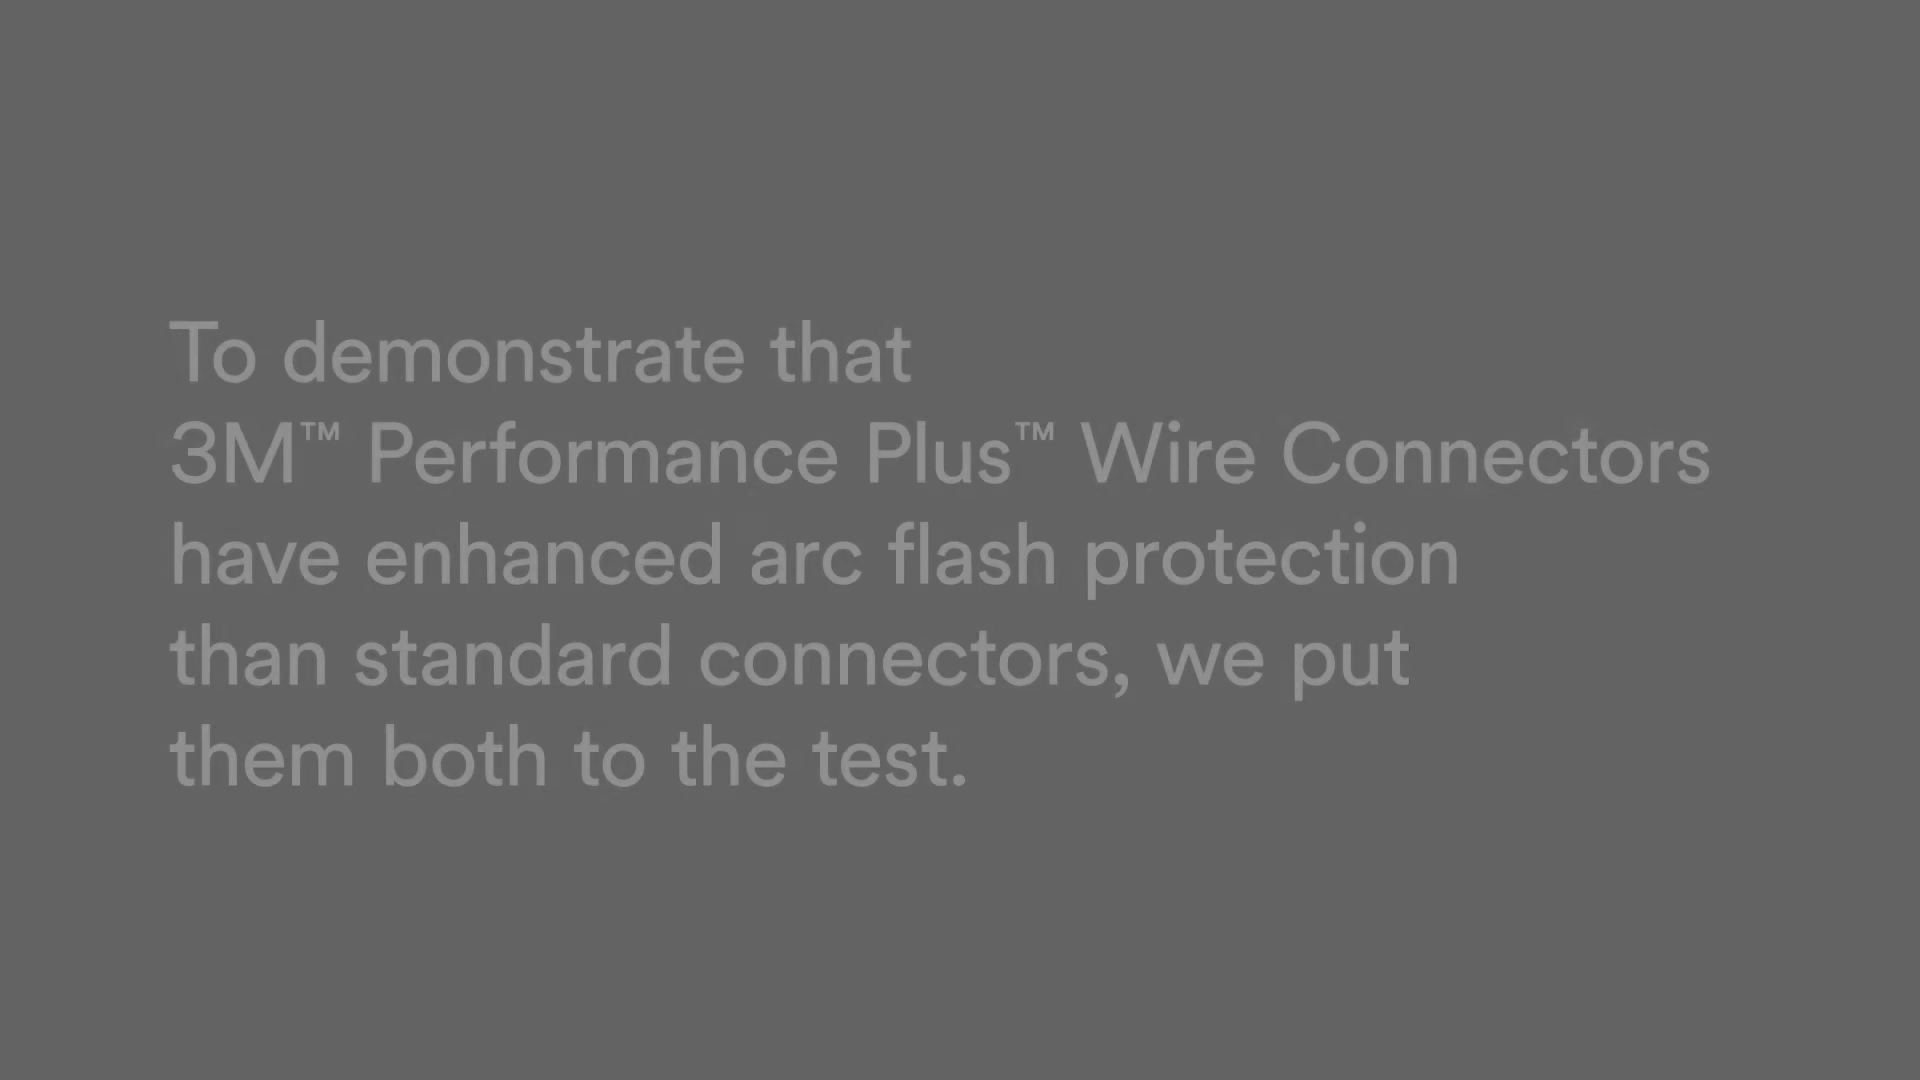 To demonstrate that
3M™ Performance Plus™ Wire Connectors
have enhanced arc flash protection
than standard connectors, we put
them both to the test.